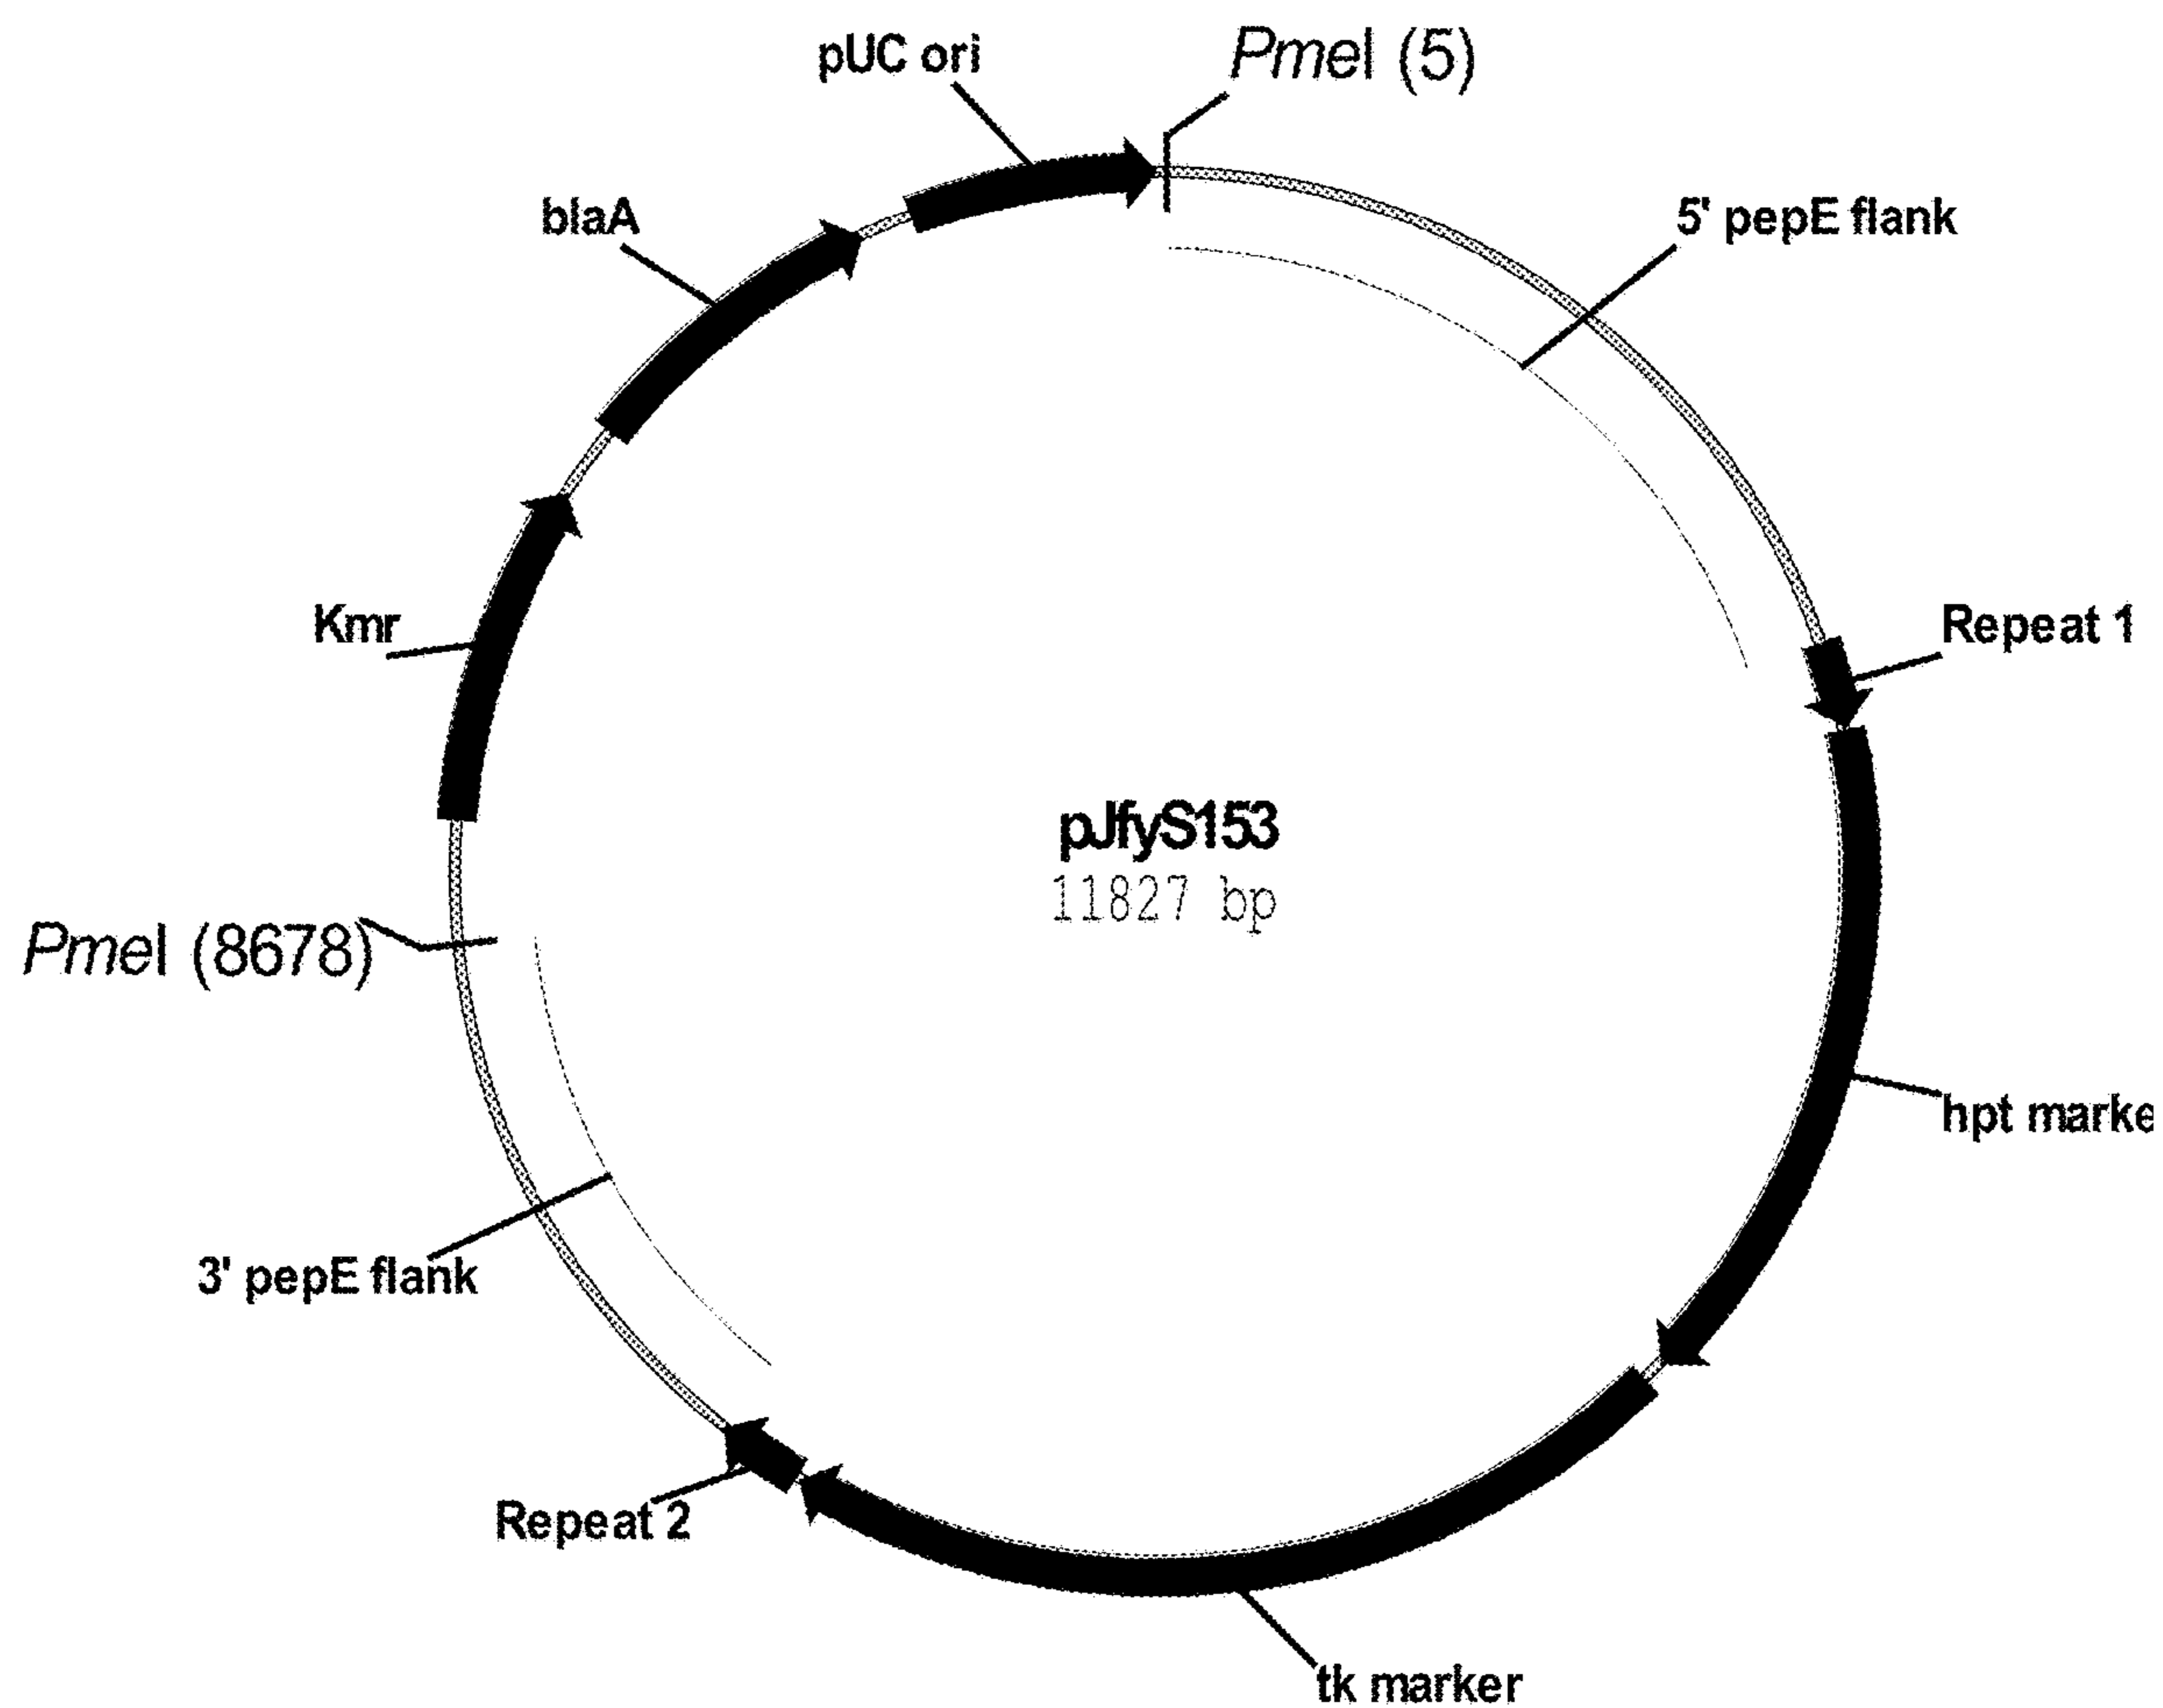 pUC ori
PmeI (5)
blaA
5' pepE flank
Kmr
Repeat 1
pJfyS153
11827 bp
PmeI (8678)
hpt marke
3' pepE flank
Repeat 2
tk marker